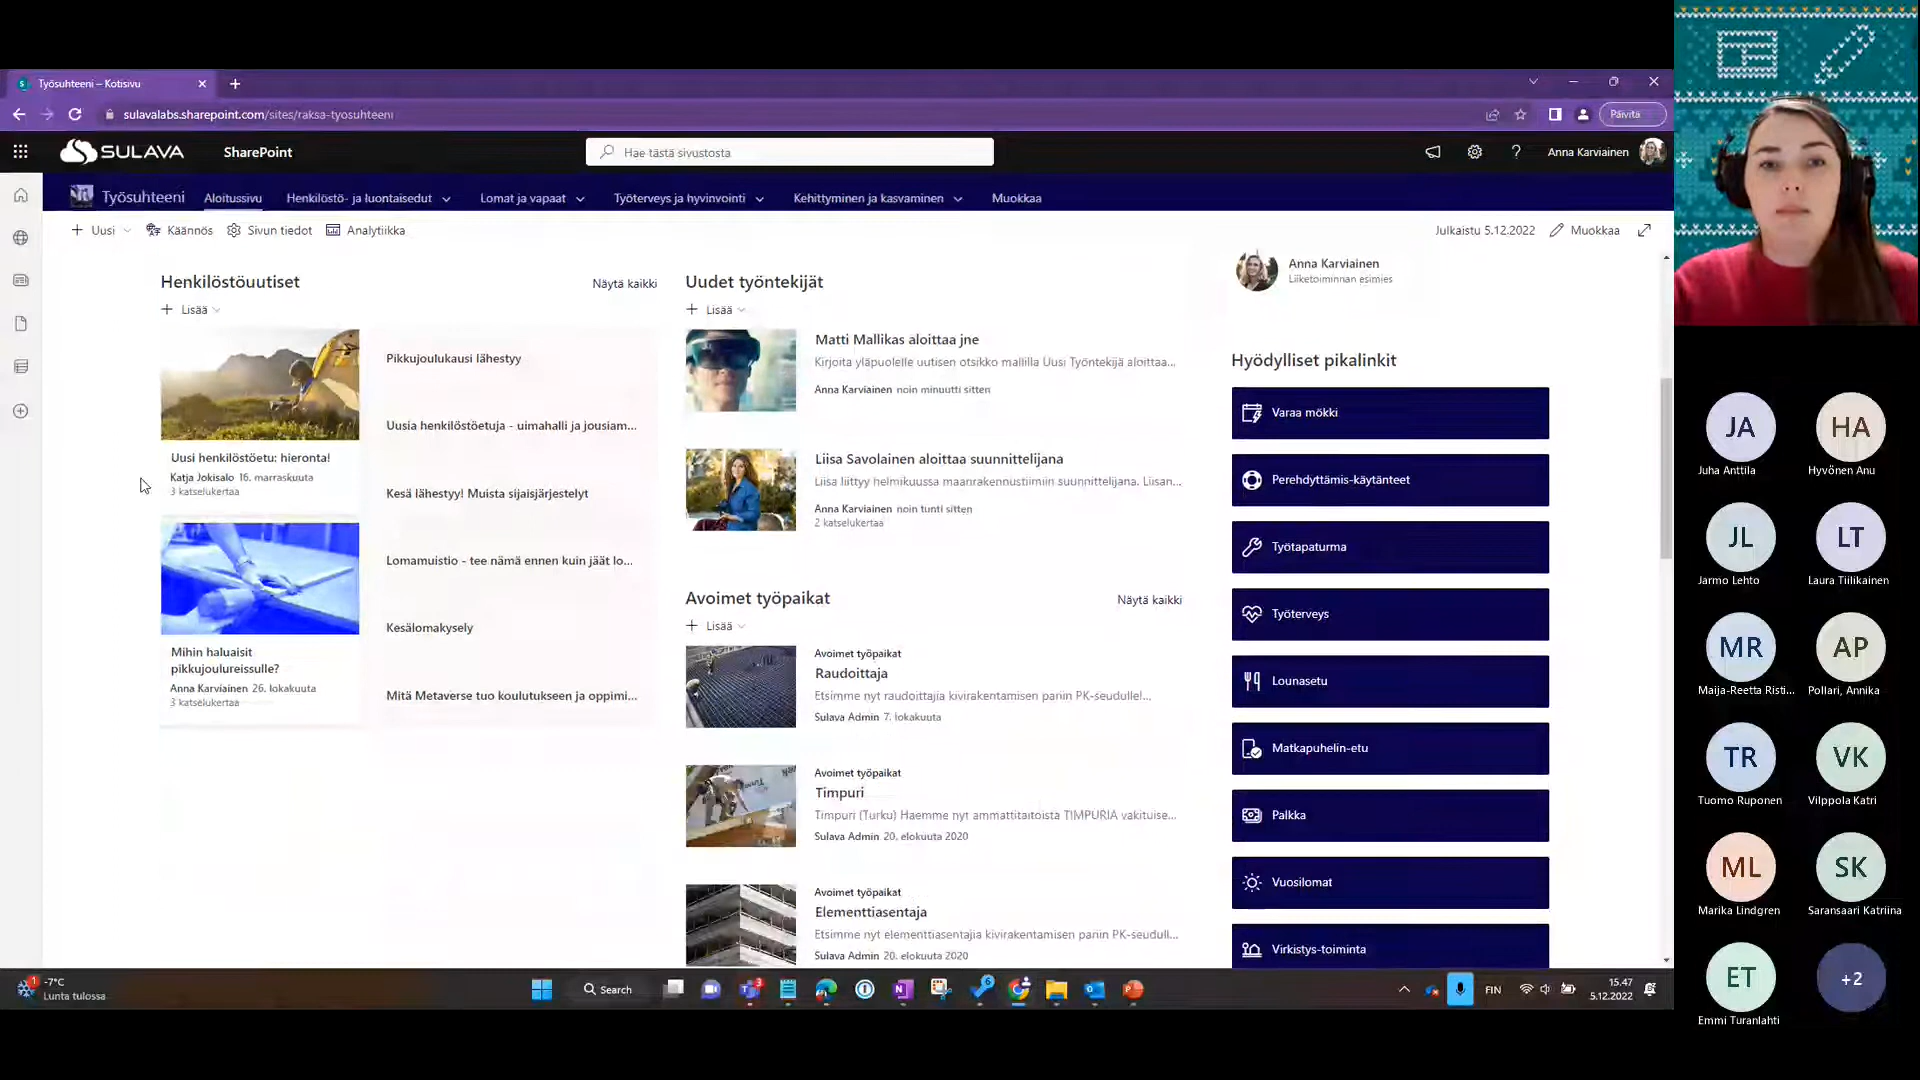 Työsuhteeni – Kotisivu
sulavalabs.sharepoint.com/sites/raksa-tyosuhteeni
Päivitä
SULAVA
SharePoint
Hae tästä sivustosta
Anna Karviainen
Työsuhteeni
Aloitussivu
Henkilöstö- ja luontaisedut
Lomat ja vapaat
Työterveys ja hyvinvointi
Kehittyminen ja kasvaminen
Muokkaa
Uusi
Käännös
Sivun tiedot
Analytiikka
Julkaistu 5.12.2022
Muokkaa
Henkilöstöuutiset
Näytä kaikki
Lisää
Uusi henkilöstöetu: hieronta!
Katja Jokisalo 16. marraskuuta
3 katselukertaa
Mihin haluaisit
pikkujoulureissulle?
Anna Karviainen 26. lokakuuta
3 katselukertaa
Pikkujoulukausi lähestyy
Uusia henkilöstöetuja - uimahalli ja jousiam...
Kesä lähestyy! Muista sijaisjärjestelyt
Lomamuistio - tee nämä ennen kuin jäät lo...
Kesälomakysely
Mitä Metaverse tuo koulutukseen ja oppimi...
Uudet työntekijät
Lisää
Matti Mallikas aloittaa jne
Kirjoita yläpuolelle uutisen otsikko mallilla Uusi Työntekijä aloittaa...
Anna Karviainen noin minuutti sitten
Liisa Savolainen aloittaa suunnittelijana
Liisa liittyy helmikuussa maanrakennustiimiin suunnittelijana. Liisan...
Anna Karviainen noin tunti sitten
2 katselukertaa
Avoimet työpaikat
Näytä kaikki
Lisää
Avoimet työpaikat
Raudoittaja
Etsimme nyt raudoittajia kivirakentamisen pariin PK-seudulle!...
Sulava Admin 7. lokakuuta
Avoimet työpaikat
Timpuri
Timpuri (Turku) Haemme nyt ammattitaitoista TIMPURIA vakituise...
Sulava Admin 20. elokuuta 2020
Avoimet työpaikat
Elementtiasentaja
Etsimme nyt elementtiasentajia kivirakentamisen pariin PK-seudull...
Sulava Admin 20. elokuuta 2020
Anna Karviainen
Liiketoiminnan esimies
Hyödylliset pikalinkit
Varaa mökki
Perehdyttämis-käytänteet
Työtapaturma
Työterveys
Lounasetu
Matkapuhelin-etu
Palkka
Vuosilomat
Virkistys-toiminta
1
-7°C
Lunta tulossa
Search
3
6
FIN
15.47
5.12.2022
JA
Juha Anttila
HA
Hyvönen Anu
JL
Jarmo Lehto
LT
Laura Tiilikainen
MR
Maija-Reetta Risti...
AP
Pollari, Annika
TR
Tuomo Ruponen
VK
Vilppola Katri
ML
Marika Lindgren
SK
Saransaari Katriina
ET
Emmi Turanlahti
+2